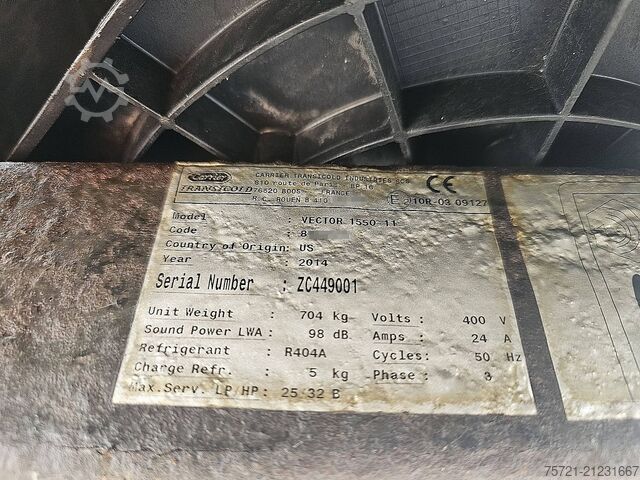 Carrier
TRANSICOLD
CARRIER TRANSICOLD INDUSTRIES SCS
810 route de Paris - BP 16
76520 BOOS - FRANCE
R.C. ROUEN B 410
CE
10R-03 09127
Model : VECTOR 1550 11
Code : 8
Country of Origin: US
Year : 2014
Serial Number : ZC449001
Unit Weight : 704 kg
Volts : 400 V
Sound Power LWA : 98 dB
Amps : 24 A
Refrigerant : R404A
Cycles: 50 Hz
Charge Refr. : 5 kg
Phase : 3
Max.Serv. LP/HP : 25 32 B
75721-21231667